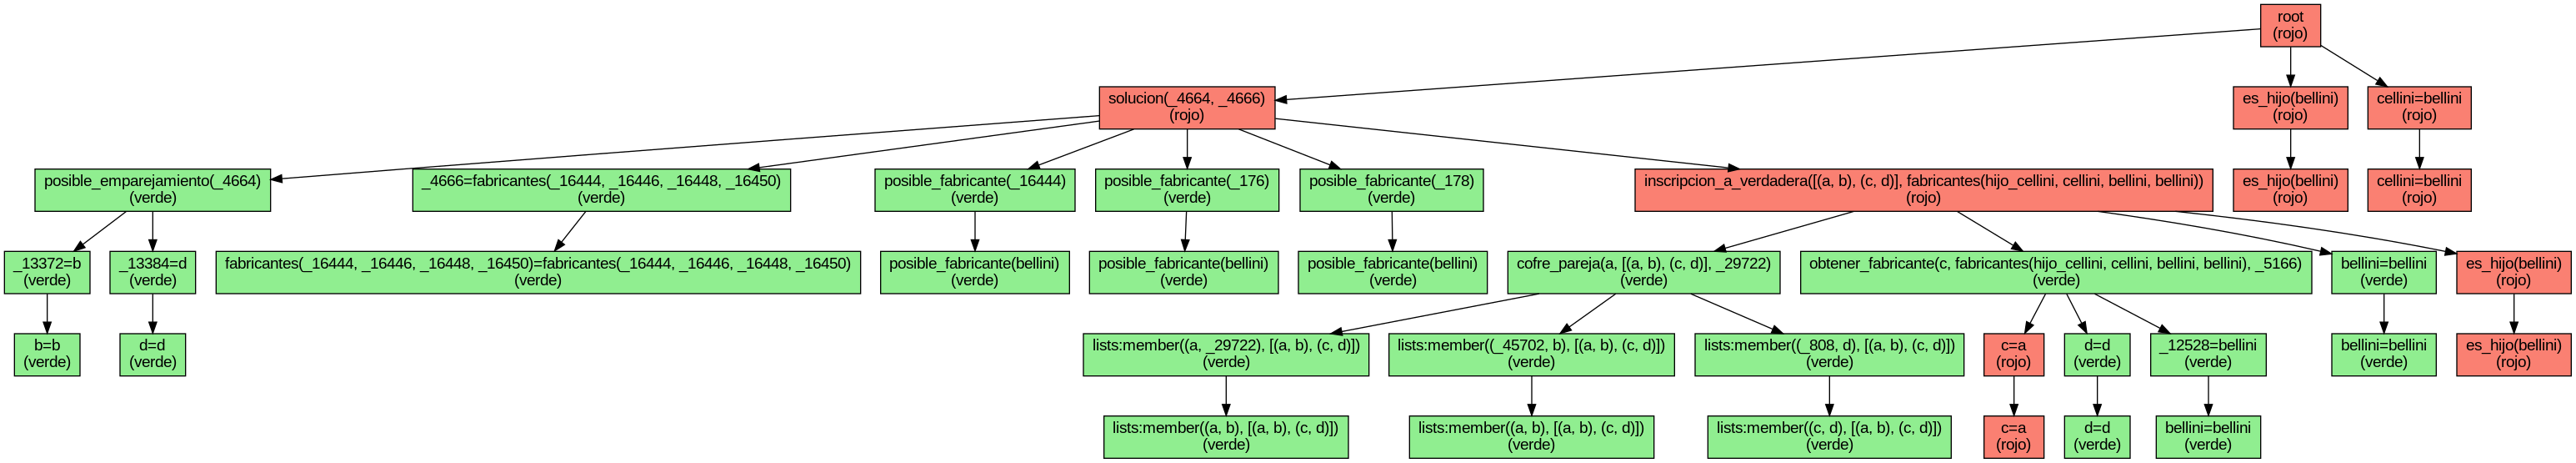 root
(rojo)
solucion(_4664, _4666)
(rojo)
es_hijo(bellini)
(rojo)
cellini=bellini
(rojo)
posible_emparejamiento(_4664)
(verde)
_4666=fabricantes(_16444, _16446, _16448, _16450)
(verde)
posible_fabricante(_16444)
(verde)
posible_fabricante(_176)
(verde)
posible_fabricante(_178)
(verde)
inscripcion_a_verdadera([(a, b), (c, d)], fabricantes(hijo_cellini, cellini, bellini, bellini))
(rojo)
es_hijo(bellini)
(rojo)
cellini=bellini
(rojo)
_13372=b
(verde)
_13384=d
(verde)
fabricantes(_16444, _16446, _16448, _16450)=fabricantes(_16444, _16446, _16448, _16450)
(verde)
posible_fabricante(bellini)
(verde)
posible_fabricante(bellini)
(verde)
posible_fabricante(bellini)
(verde)
cofre_pareja(a, [(a, b), (c, d)], _29722)
(verde)
obtener_fabricante(c, fabricantes(hijo_cellini, cellini, bellini, bellini), _5166)
(verde)
bellini=bellini
(verde)
es_hijo(bellini)
(rojo)
b=b
(verde)
d=d
(verde)
lists:member((a, _29722), [(a, b), (c, d)])
(verde)
lists:member((_45702, b), [(a, b), (c, d)])
(verde)
lists:member((_808, d), [(a, b), (c, d)])
(verde)
c=a
(rojo)
d=d
(verde)
_12528=bellini
(verde)
bellini=bellini
(verde)
es_hijo(bellini)
(rojo)
lists:member((a, b), [(a, b), (c, d)])
(verde)
lists:member((a, b), [(a, b), (c, d)])
(verde)
lists:member((c, d), [(a, b), (c, d)])
(verde)
c=a
(rojo)
d=d
(verde)
bellini=bellini
(verde)